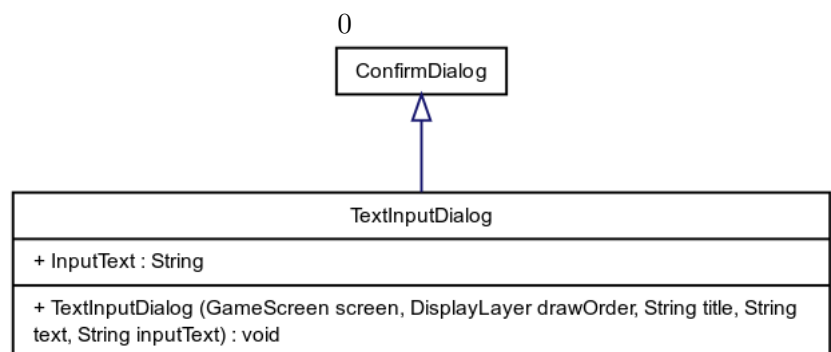 0
ConfirmDialog
TextInputDialog
+ InputText : String
+ TextInputDialog (GameScreen screen, DisplayLayer drawOrder, String title, String
text, String inputText) : void